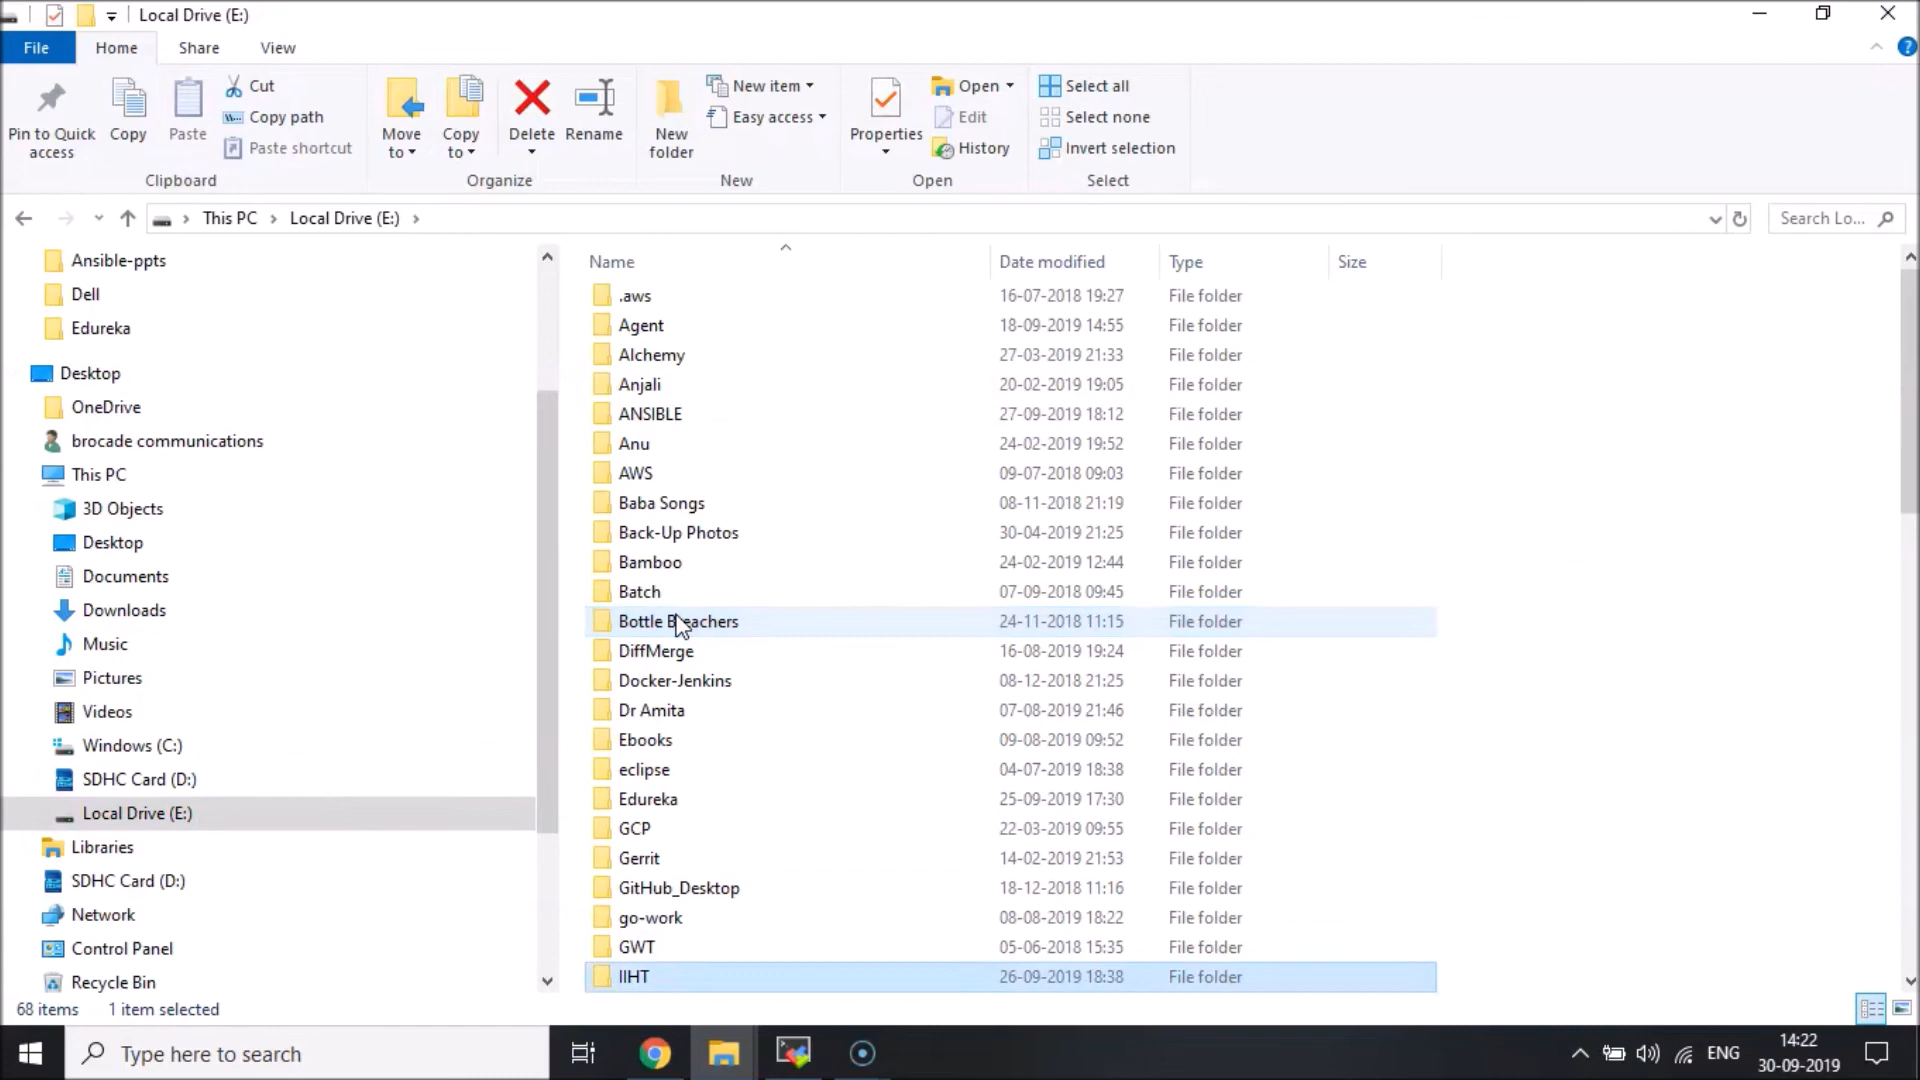 Local Drive (E:)
File Home Share View
Pin to Quick access
Copy
Paste
Cut
Copy path
Paste shortcut
Clipboard
Move to
Copy to
Delete
Rename
Organize
New folder
New item
Easy access
New
Properties
Open
Edit
History
Open
Select all
Select none
Invert selection
Select
This PC > Local Drive (E:) >
Search Lo...
Ansible-ppts
Dell
Edureka
Desktop
OneDrive
brocade communications
This PC
3D Objects
Desktop
Documents
Downloads
Music
Pictures
Videos
Windows (C:)
SDHC Card (D:)
Local Drive (E:)
Libraries
SDHC Card (D:)
Network
Control Panel
Recycle Bin
Name Date modified Type Size
.aws 16-07-2018 19:27 File folder
Agent 18-09-2019 14:55 File folder
Alchemy 27-03-2019 21:33 File folder
Anjali 20-02-2019 19:05 File folder
ANSIBLE 27-09-2019 18:12 File folder
Anu 24-02-2019 19:52 File folder
AWS 09-07-2018 09:03 File folder
Baba Songs 08-11-2018 21:19 File folder
Back-Up Photos 30-04-2019 21:25 File folder
Bamboo 24-02-2019 12:44 File folder
Batch 07-09-2018 09:45 File folder
Bottle 24-11-2018 11:15 File folder
DiffMerge 16-08-2019 19:24 File folder
Docker-Jenkins 08-12-2018 21:25 File folder
Dr Amita 07-08-2019 21:46 File folder
Ebooks 09-08-2019 09:52 File folder
eclipse 04-07-2019 18:38 File folder
Edureka 25-09-2019 17:30 File folder
GCP 22-03-2019 09:55 File folder
Gerrit 14-02-2019 21:53 File folder
GitHub_Desktop 18-12-2018 11:16 File folder
go-work 08-08-2019 18:22 File folder
GWT 05-06-2018 15:35 File folder
IIHT 26-09-2019 18:38 File folder
68 items 1 item selected
Type here to search
ENG
14:22
30-09-2019